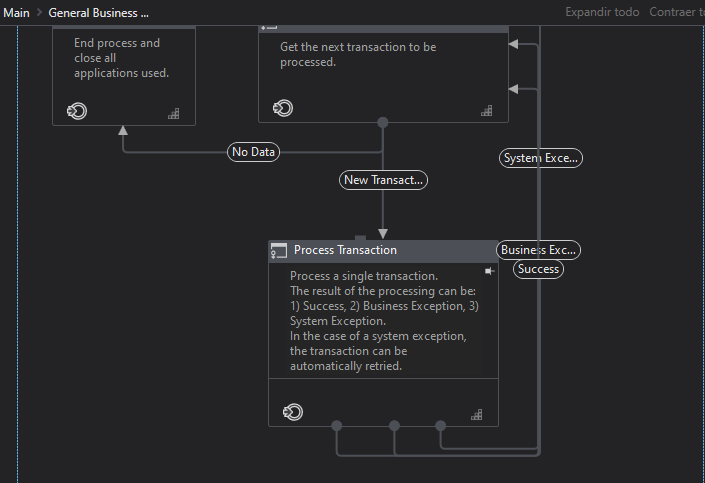 Main > General Business ...
Expandir todo Contraer t
End process and
close all
applications used.
Get the next transaction to be
processed.
No Data
System Exce...
New Transact...
Process Transaction
Business Exc...
Success
Process a single transaction.
The result of the processing can be:
1) Success, 2) Business Exception, 3)
System Exception.
In the case of a system exception,
the transaction can be
automatically retried.